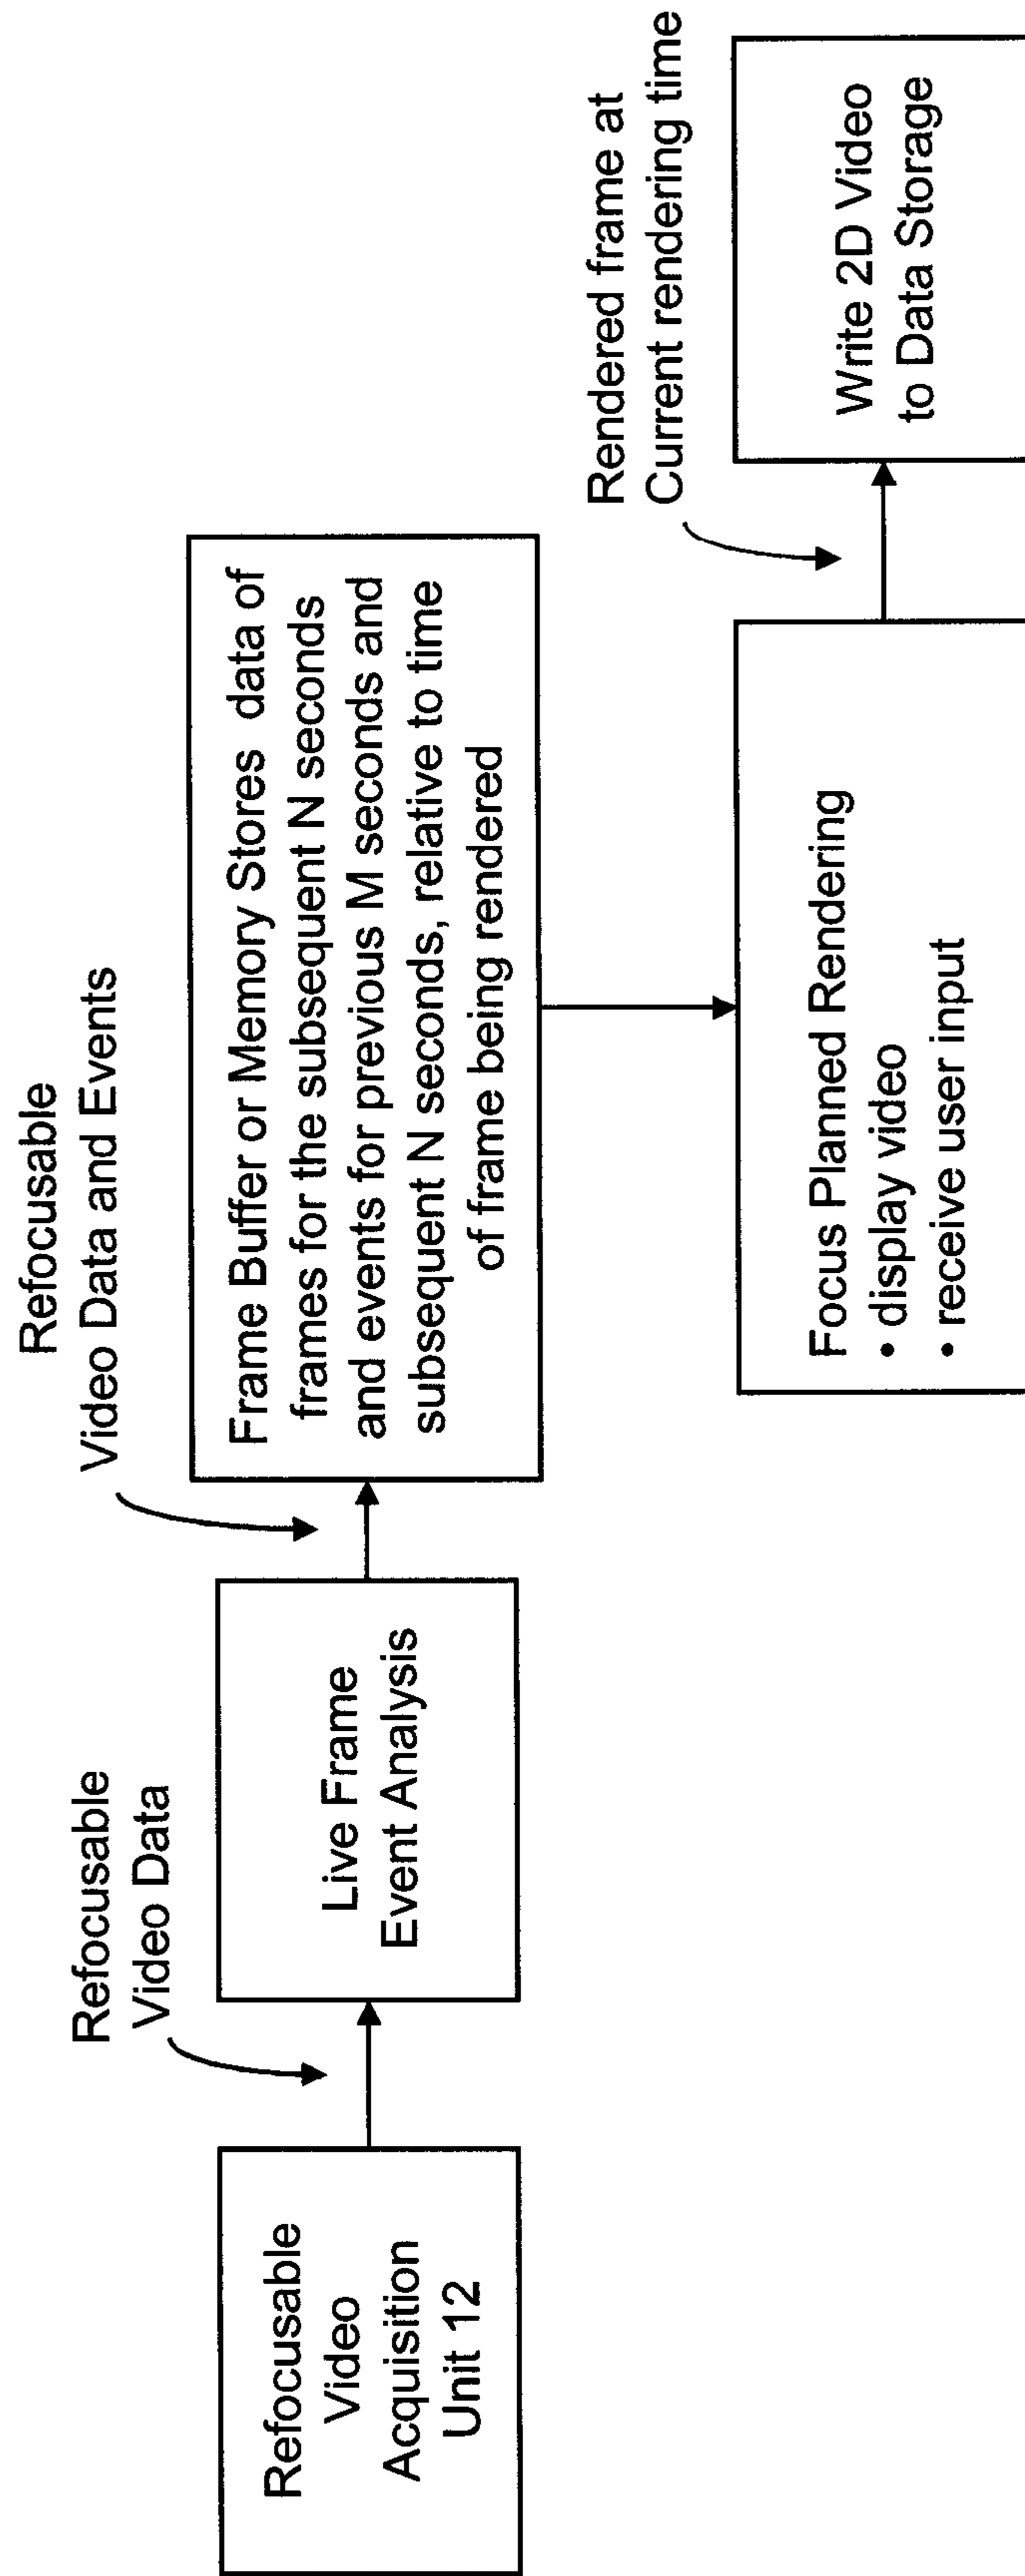 Refocusable
Video
Acquisition
Unit 12
Refocusable
Video Data
Live Frame
Event Analysis
Refocusable
Video Data and Events
Frame Buffer or Memory Stores data of
frames for the subsequent N seconds
and events for previous M seconds and
subsequent N seconds, relative to time
of frame being rendered
Focus Planned Rendering
• display video
• receive user input
Rendered frame at
Current rendering time
Write 2D Video
to Data Storage